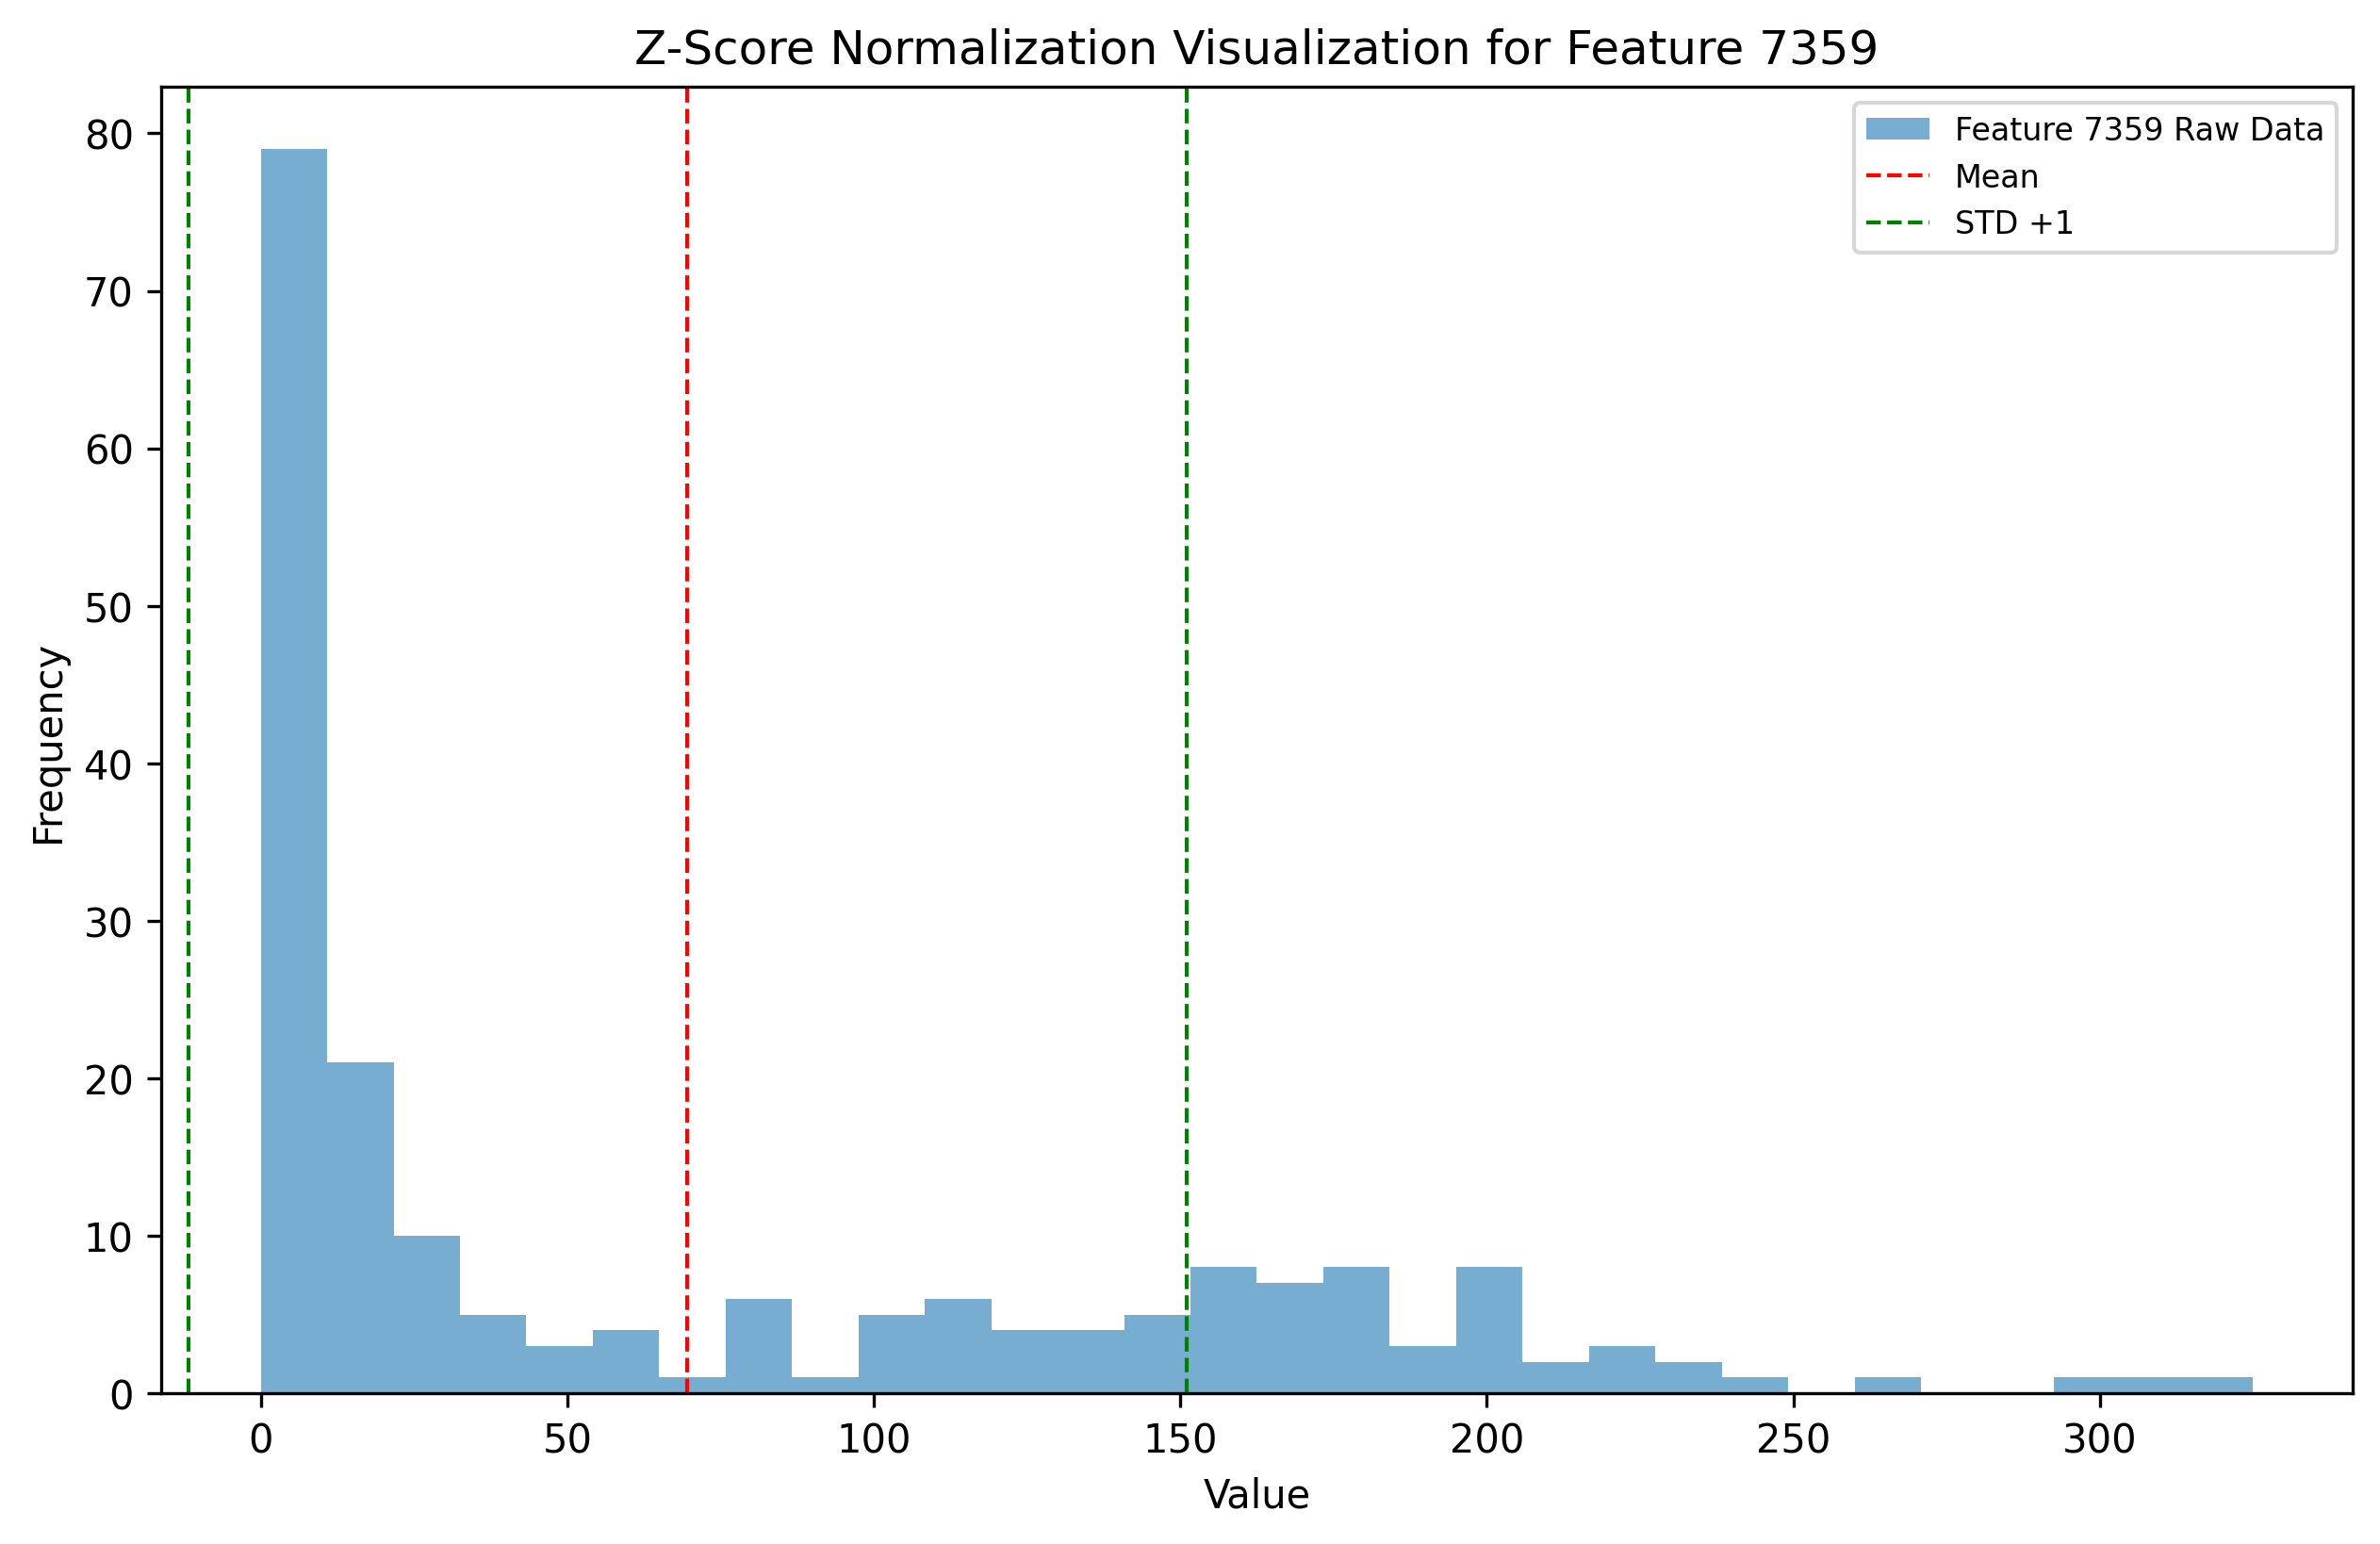 Z-Score Normalization Visualization for Feature 7359
Feature 7359 Raw Data
Mean
STD +1
Frequency
80
70
60
50
40
30
20
10
0
0 50 100 150 200 250 300
Value